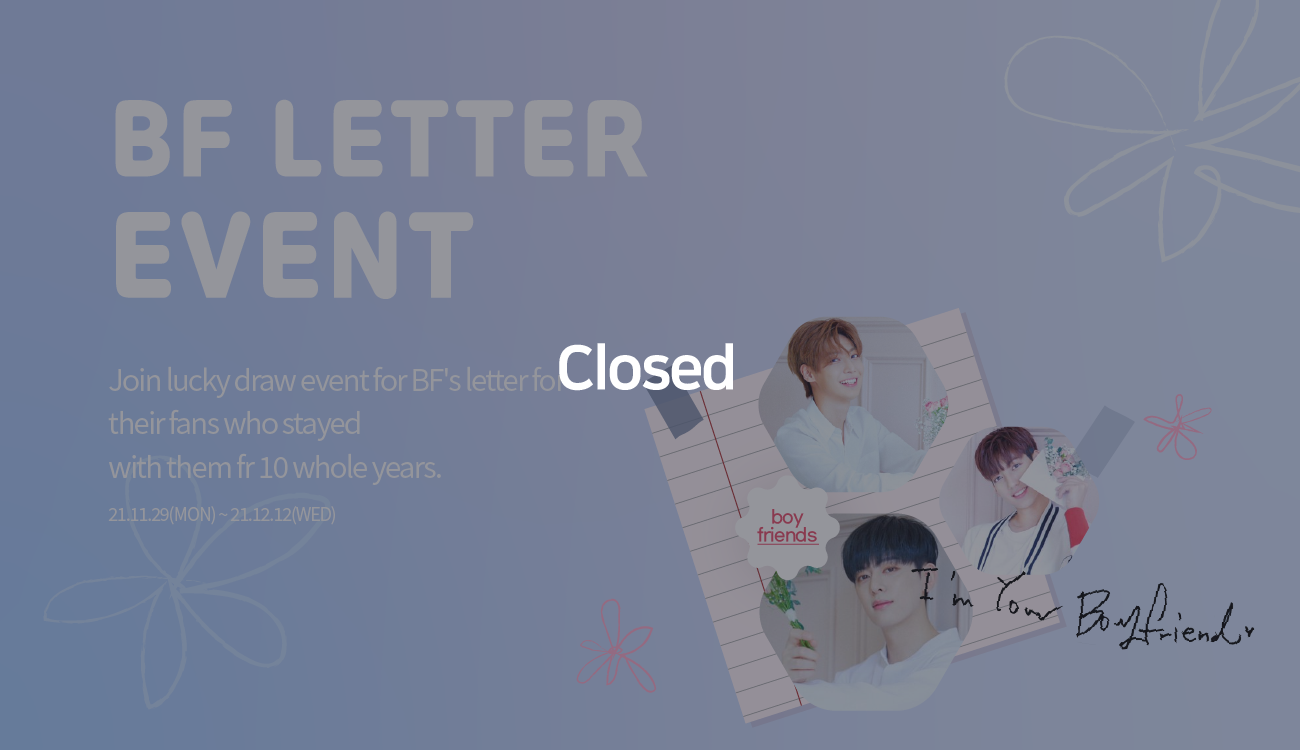 BF LETTER
EVENT
Closed
Join lucky draw event for BF's letter for
their fans who stayed
with them fr 10 whole years.
21.11.29(MON) ~ 21.12.12(WED)
boy
friends
I'm Your Boyfriend